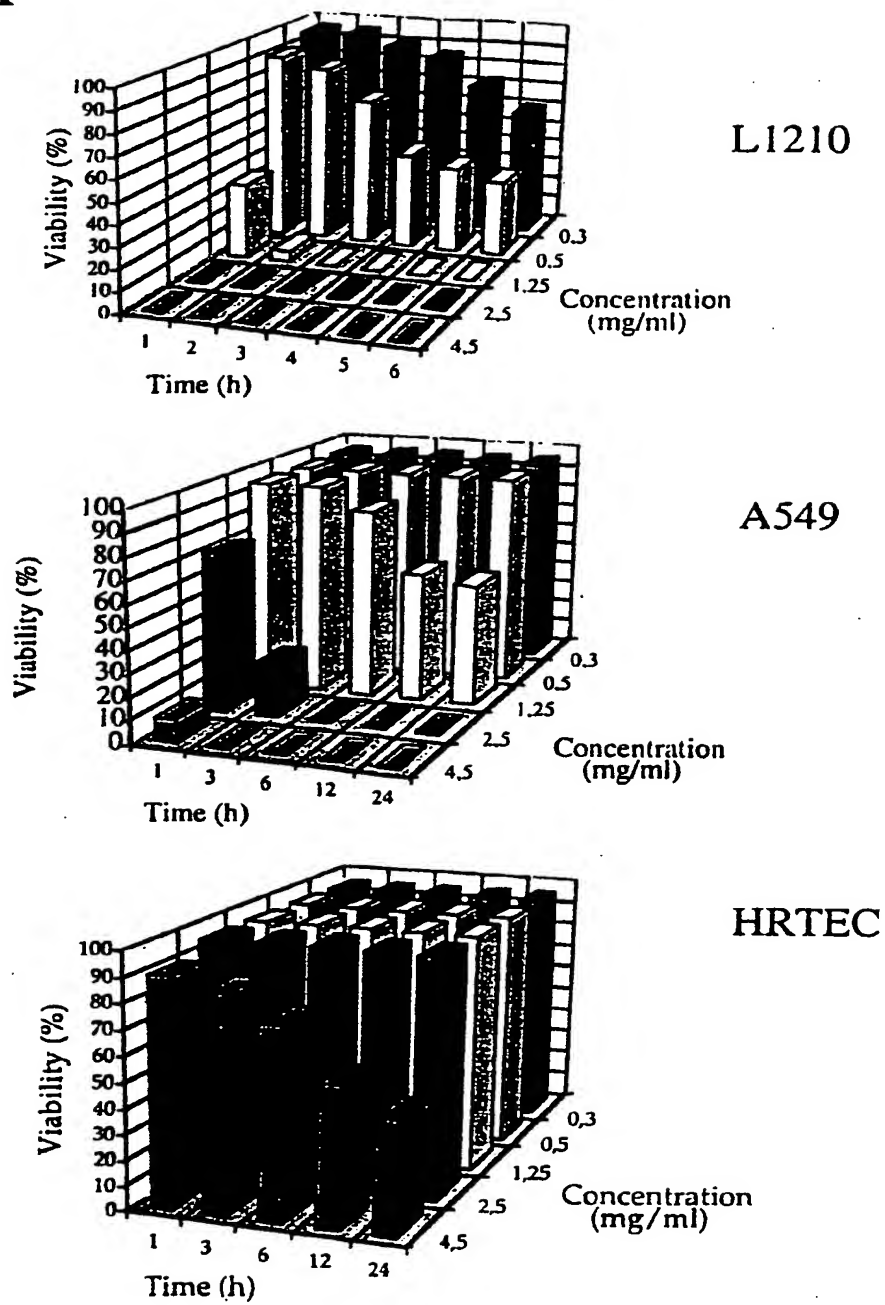 L1210
Viability (%)
100
90
80
70
60
50
40
30
20
10
0
1 2 3 4 5 6
Time (h)
0.3
0.5
1.25
2.5
4.5
Concentration
(mg/ml)
A549
Viability (%)
100
90
80
70
60
50
40
30
20
10
0
1 3 6 12 24
Time (h)
0.3
0.5
1.25
2.5
4.5
Concentration
(mg/ml)
HRTEC
Viability (%)
100
90
80
70
60
50
40
30
20
10
0
1 3 6 12 24
Time (h)
0,3
0,5
1,25
2,5
4,5
Concentration
(mg/ml)